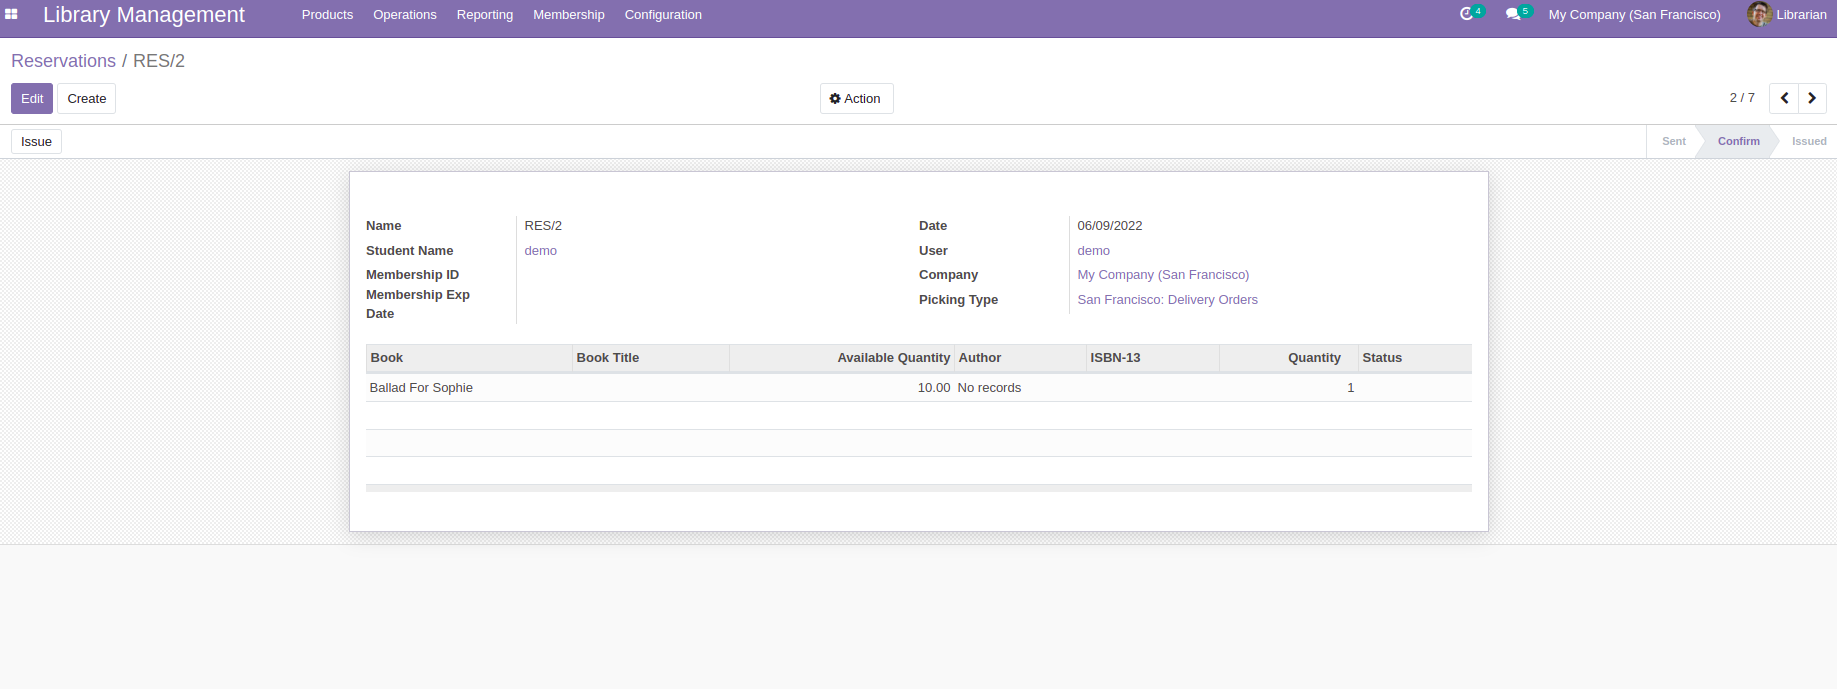 Library Management Products Operations Reporting Membership Configuration 4 5 My Company (San Francisco) Librarian
Reservations / RES/2
Edit Create Action 2 / 7
Issue Sent Confirm Issued
Name RES/2 Date 06/09/2022
Student Name demo User demo
Membership ID Company My Company (San Francisco)
Membership Exp Date Picking Type San Francisco: Delivery Orders
Book Book Title Available Quantity Author ISBN-13 Quantity Status
Ballad For Sophie 10.00 No records 1